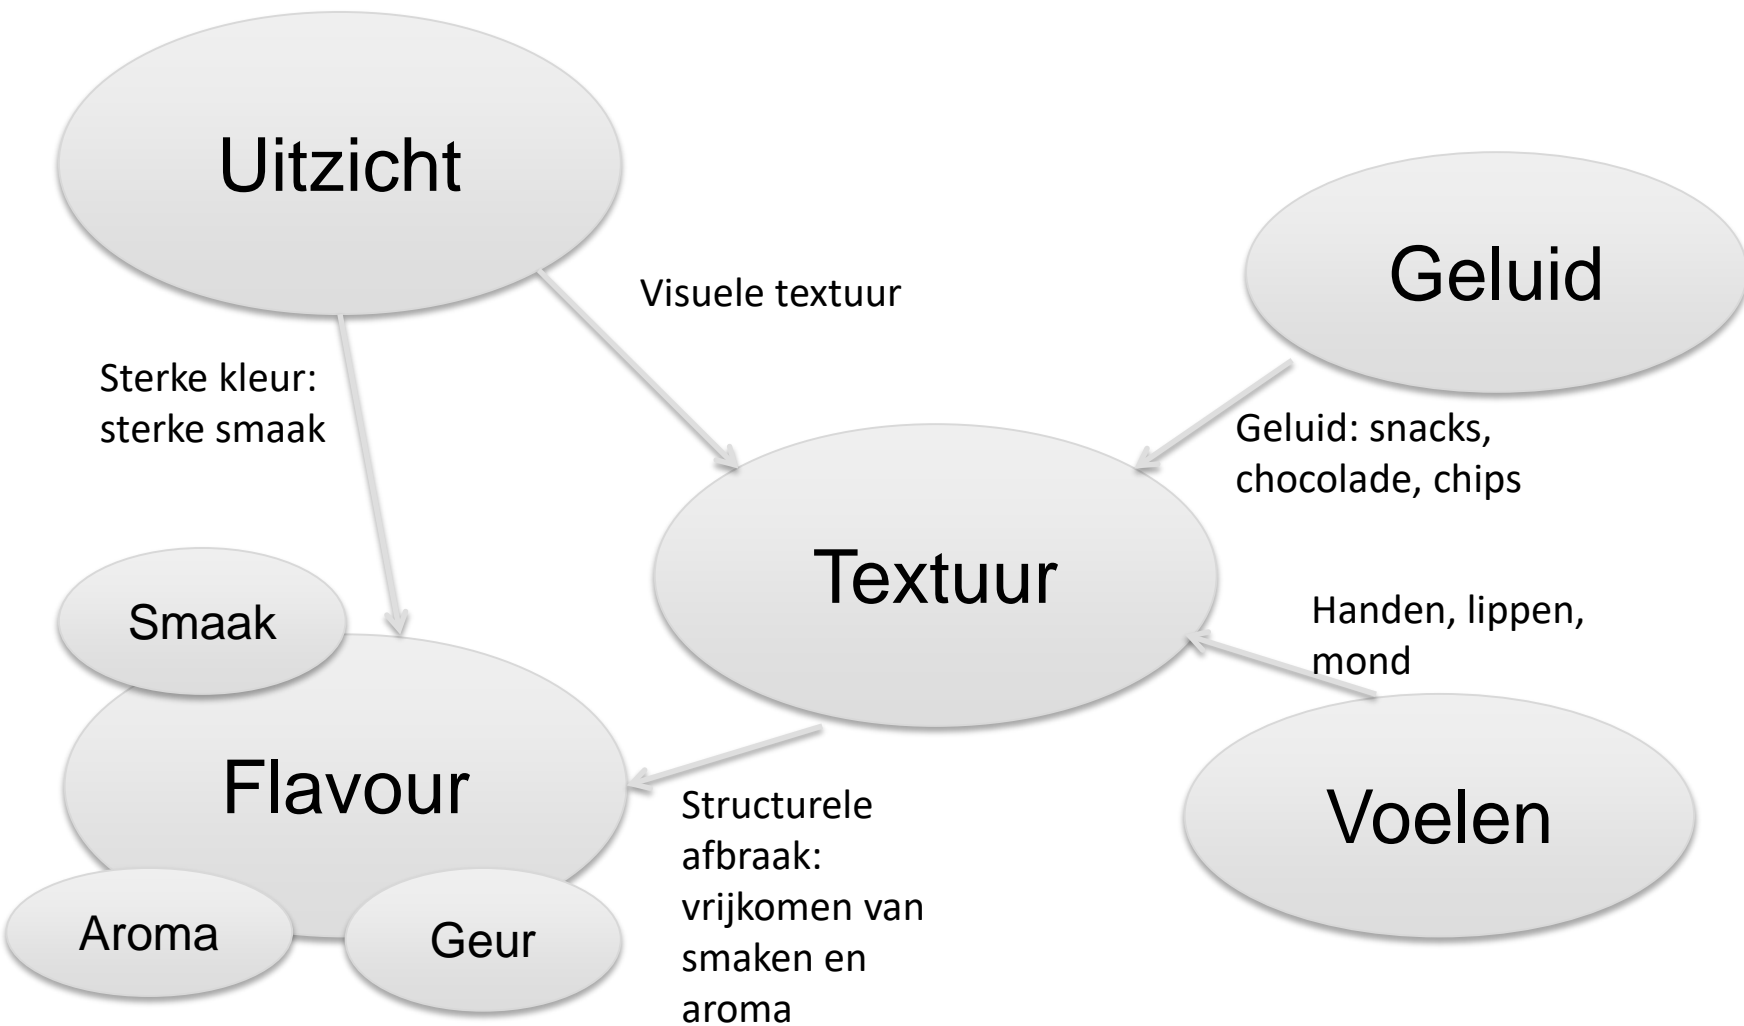 Uitzicht
Geluid
Visuele textuur
Sterke kleur:
sterke smaak
Geluid: snacks,
chocolade, chips
Textuur
Smaak
Handen, lippen,
mond
Flavour
Voelen
Structurele
afbraak:
vrijkomen van
smaken en
aroma
Aroma
Geur